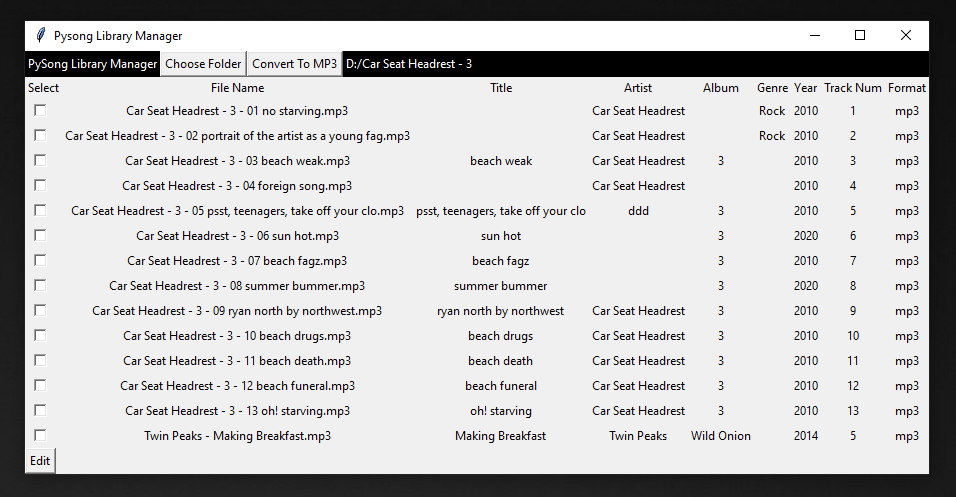 Pysong Library Manager
PySong Library Manager Choose Folder Convert To MP3 D:/Car Seat Headrest - 3
Select File Name Title Artist Album Genre Year Track Num Format
Car Seat Headrest - 3 - 01 no starving.mp3 Car Seat Headrest Rock 2010 1 mp3
Car Seat Headrest - 3 - 02 portrait of the artist as a young fag.mp3 Car Seat Headrest Rock 2010 2 mp3
Car Seat Headrest - 3 - 03 beach weak.mp3 beach weak Car Seat Headrest 3 2010 3 mp3
Car Seat Headrest - 3 - 04 foreign song.mp3 Car Seat Headrest 2010 4 mp3
Car Seat Headrest - 3 - 05 psst, teenagers, take off your clo.mp3 psst, teenagers, take off your clo ddd 3 2010 5 mp3
Car Seat Headrest - 3 - 06 sun hot.mp3 sun hot 3 2020 6 mp3
Car Seat Headrest - 3 - 07 beach fagz.mp3 beach fagz 3 2010 7 mp3
Car Seat Headrest - 3 - 08 summer bummer.mp3 summer bummer 3 2020 8 mp3
Car Seat Headrest - 3 - 09 ryan north by northwest.mp3 ryan north by northwest Car Seat Headrest 3 2010 9 mp3
Car Seat Headrest - 3 - 10 beach drugs.mp3 beach drugs Car Seat Headrest 3 2010 10 mp3
Car Seat Headrest - 3 - 11 beach death.mp3 beach death Car Seat Headrest 3 2010 11 mp3
Car Seat Headrest - 3 - 12 beach funeral.mp3 beach funeral Car Seat Headrest 3 2010 12 mp3
Car Seat Headrest - 3 - 13 oh! starving.mp3 oh! starving Car Seat Headrest 3 2010 13 mp3
Twin Peaks - Making Breakfast.mp3 Making Breakfast Twin Peaks Wild Onion 2014 5 mp3
Edit